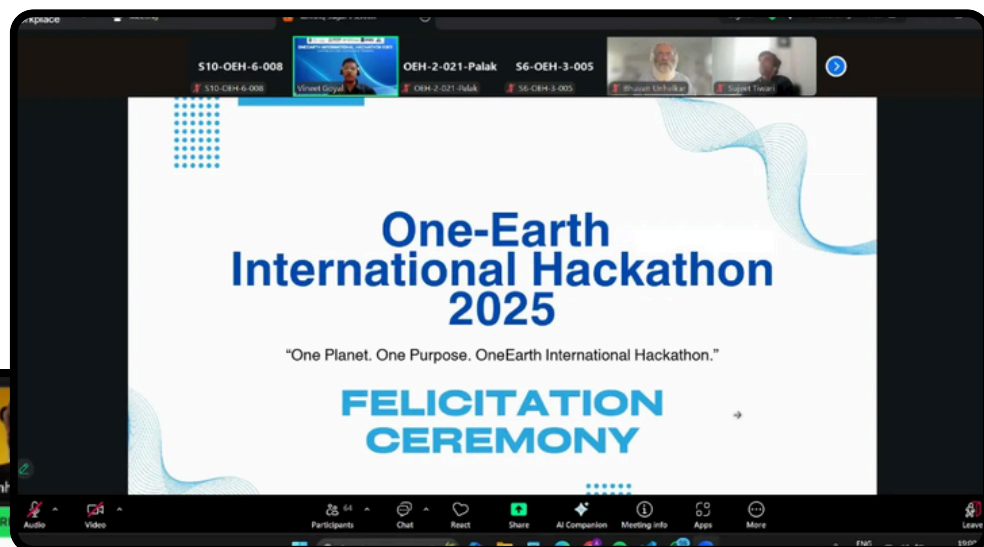 S10-OEH-6-008
OEH-2-021-Palak
S6-OEH-3-005
S10-OEH-6-008
Vineet Goyal
OEH-2-021-Palak
S6-OEH-3-005
Bhuvan Unhelkar
Sujeet Tiwari
One-Earth
International Hackathon
2025
“One Planet. One Purpose. OneEarth International Hackathon.”
FELICITATION
CEREMONY
Audio
Video
Participants
64
Chat
React
Share
AI Companion
Meeting info
Apps
More
Leave
ENG